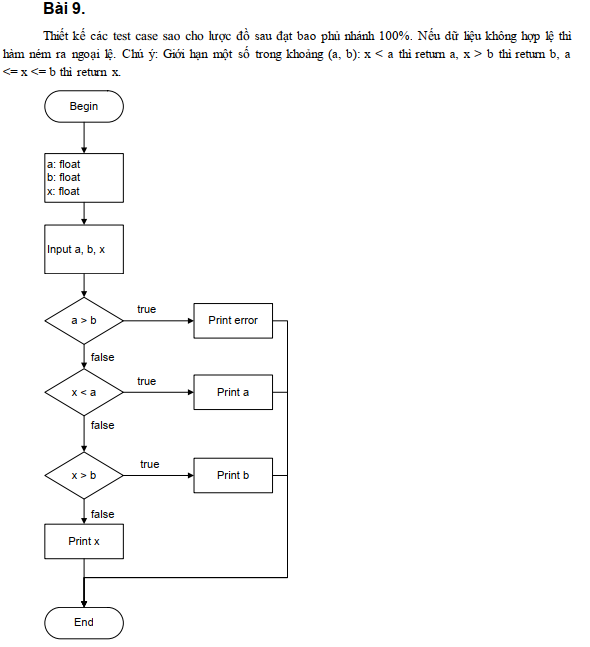 Bài 9.
Thiết kế các test case sao cho lược đồ sau đạt bao phủ nhánh 100%. Nếu dữ liệu không hợp lệ thì
hàm ném ra ngoại lệ. Chú ý: Giới hạn một số trong khoảng (a, b): x < a thì return a, x > b thì return b, a
<= x <= b thì return x.
Begin
a: float
b: float
x: float
Input a, b, x
a > b
true
Print error
false
x < a
true
Print a
false
x > b
true
Print b
false
Print x
End